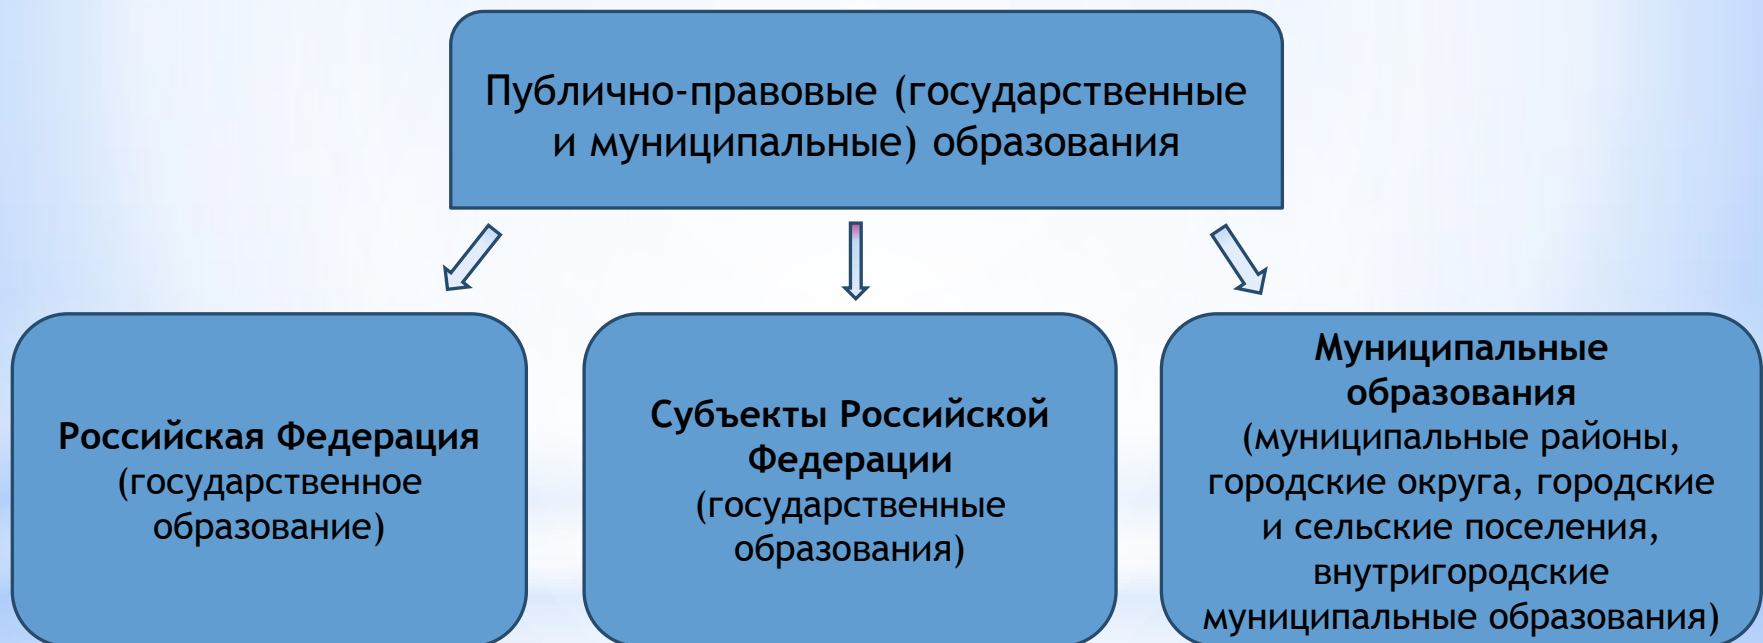 Публично-правовые (государственные
и муниципальные) образования
Российская Федерация
(государственное
образование)
Субъекты Российской
Федерации
(государственные
образования)
Муниципальные
образования
(муниципальные районы,
городские округа, городские
и сельские поселения,
внутригородские
муниципальные образования)